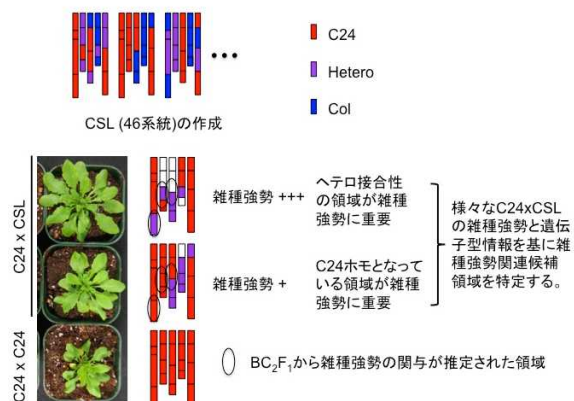 C24
Hetero
Col
CSL (46系統)の作成
C24 x CSL
雑種強勢 +++
ヘテロ接合性
の領域が雑種
強勢に重要
雑種強勢 +
C24ホモとなって
いる領域が雑種
強勢に重要
様々なC24xCSL
の雑種強勢と遺伝
子型情報を基に雑
種強勢関連候補
領域を特定する。
C24 x C24
BC₂F₁から雑種強勢の関与が推定された領域